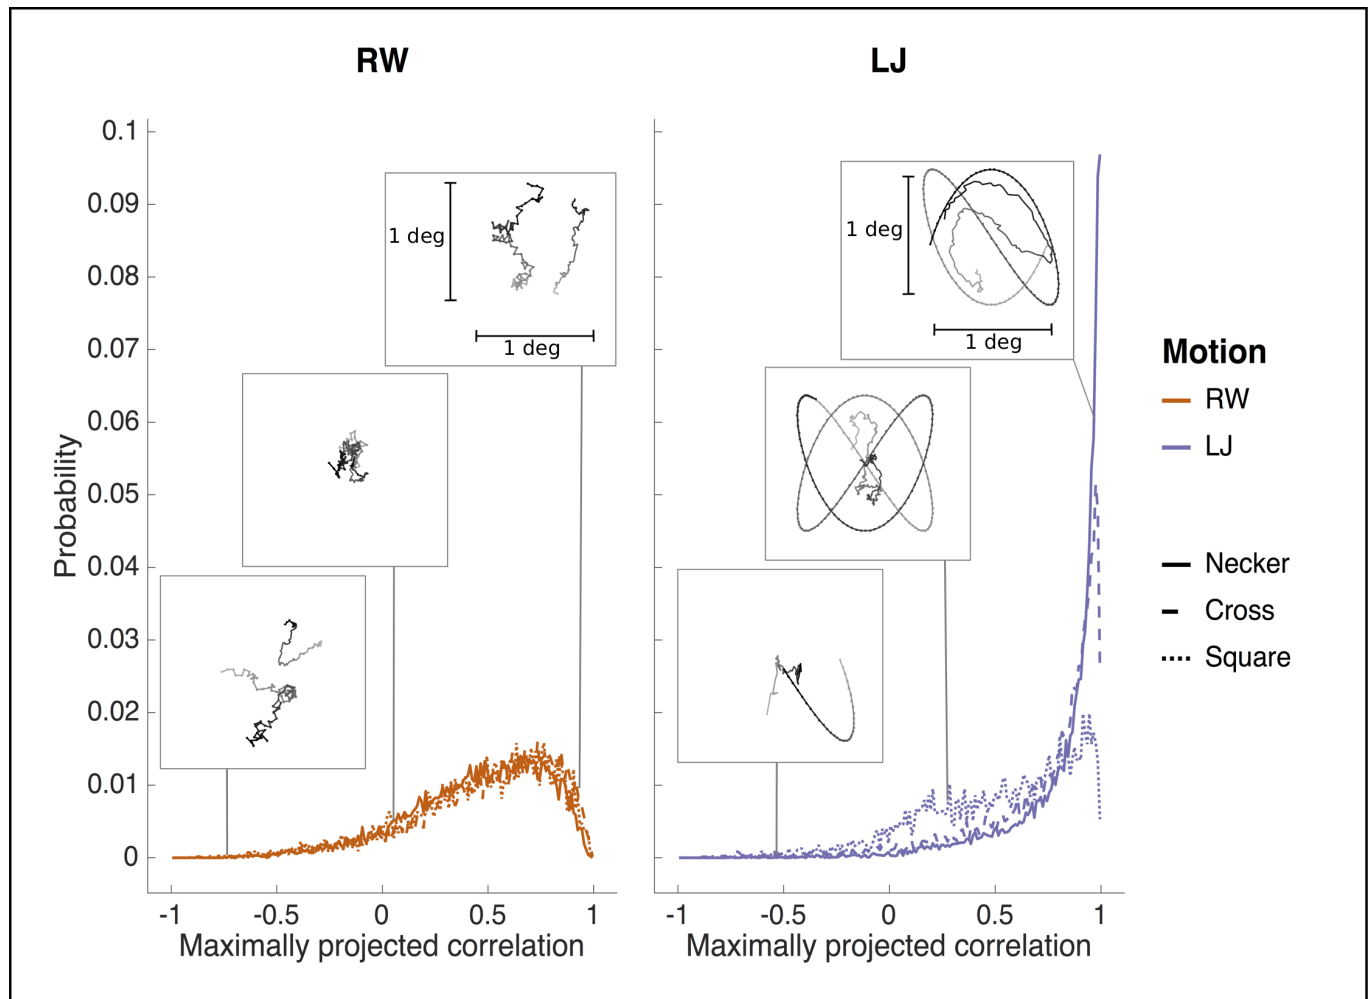 RW
LJ
0.1
0.09
0.08
0.07
0.06
0.05
0.04
0.03
0.02
0.01
0
Probability
1 deg
1 deg
1 deg
1 deg
-1
-0.5
0
0.5
1
-1
-0.5
0
0.5
1
Maximally projected correlation
Maximally projected correlation
Motion
RW
LJ
Necker
Cross
Square